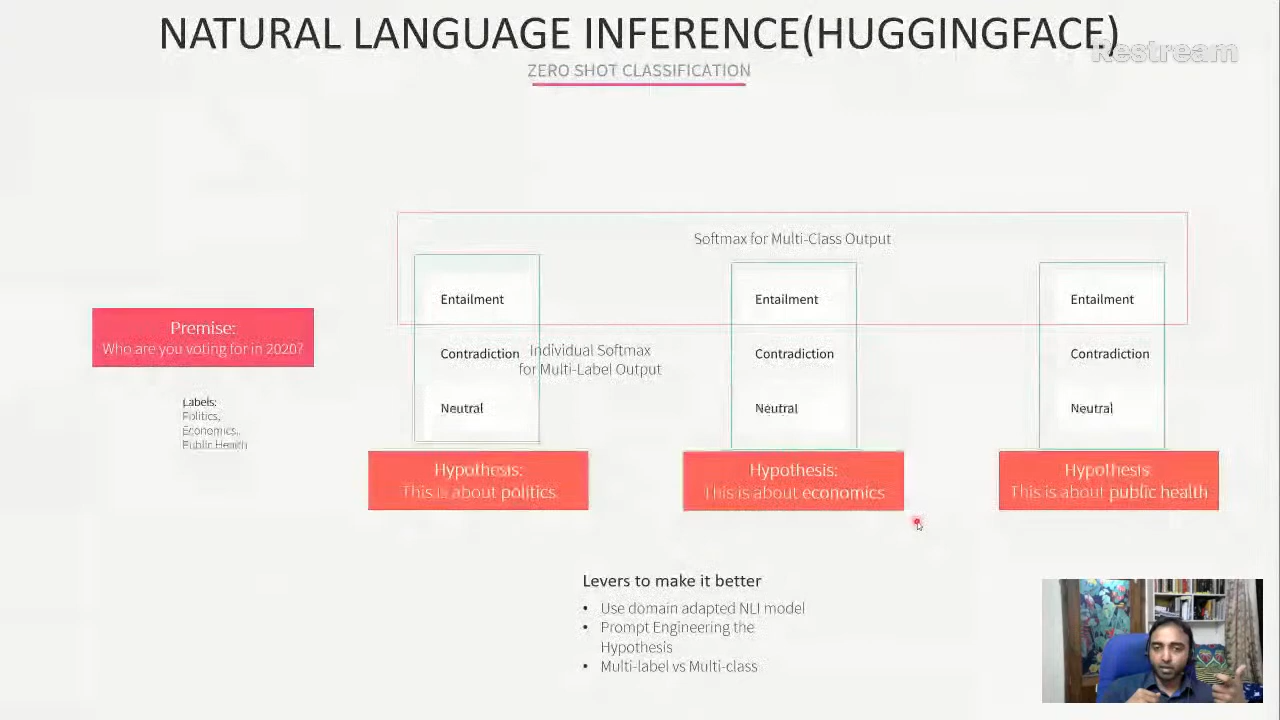 NATURAL LANGUAGE INFERENCE(HUGGINGFACE)
Restream
ZERO SHOT CLASSIFICATION
Softmax for Multi-Class Output
Entailment
Entailment
Entailment
Premise:
Who are you voting for in 2020?
Contradiction
Individual Softmax
for Multi-Label Output
Contradiction
Contradiction
Labels:
Politics,
Economics,
Public Health
Neutral
Neutral
Neutral
Hypothesis:
This is about politics.
Hypothesis:
This is about economics
Hypothesis
This is about public health
Levers to make it better
• Use domain adapted NLI model
• Prompt Engineering the
Hypothesis
• Multi-label vs Multi-class